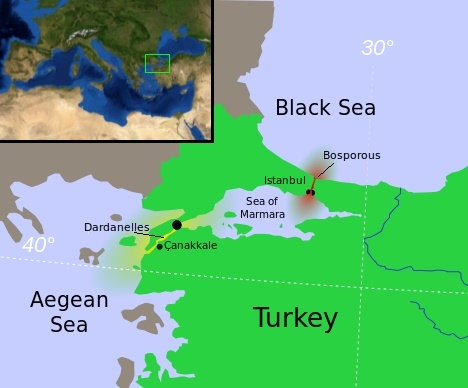 30°
Black Sea
Bosporous
Istanbul
Sea of
Marmara
Dardanelles
Çanakkale
40°
Aegean
Sea
Turkey